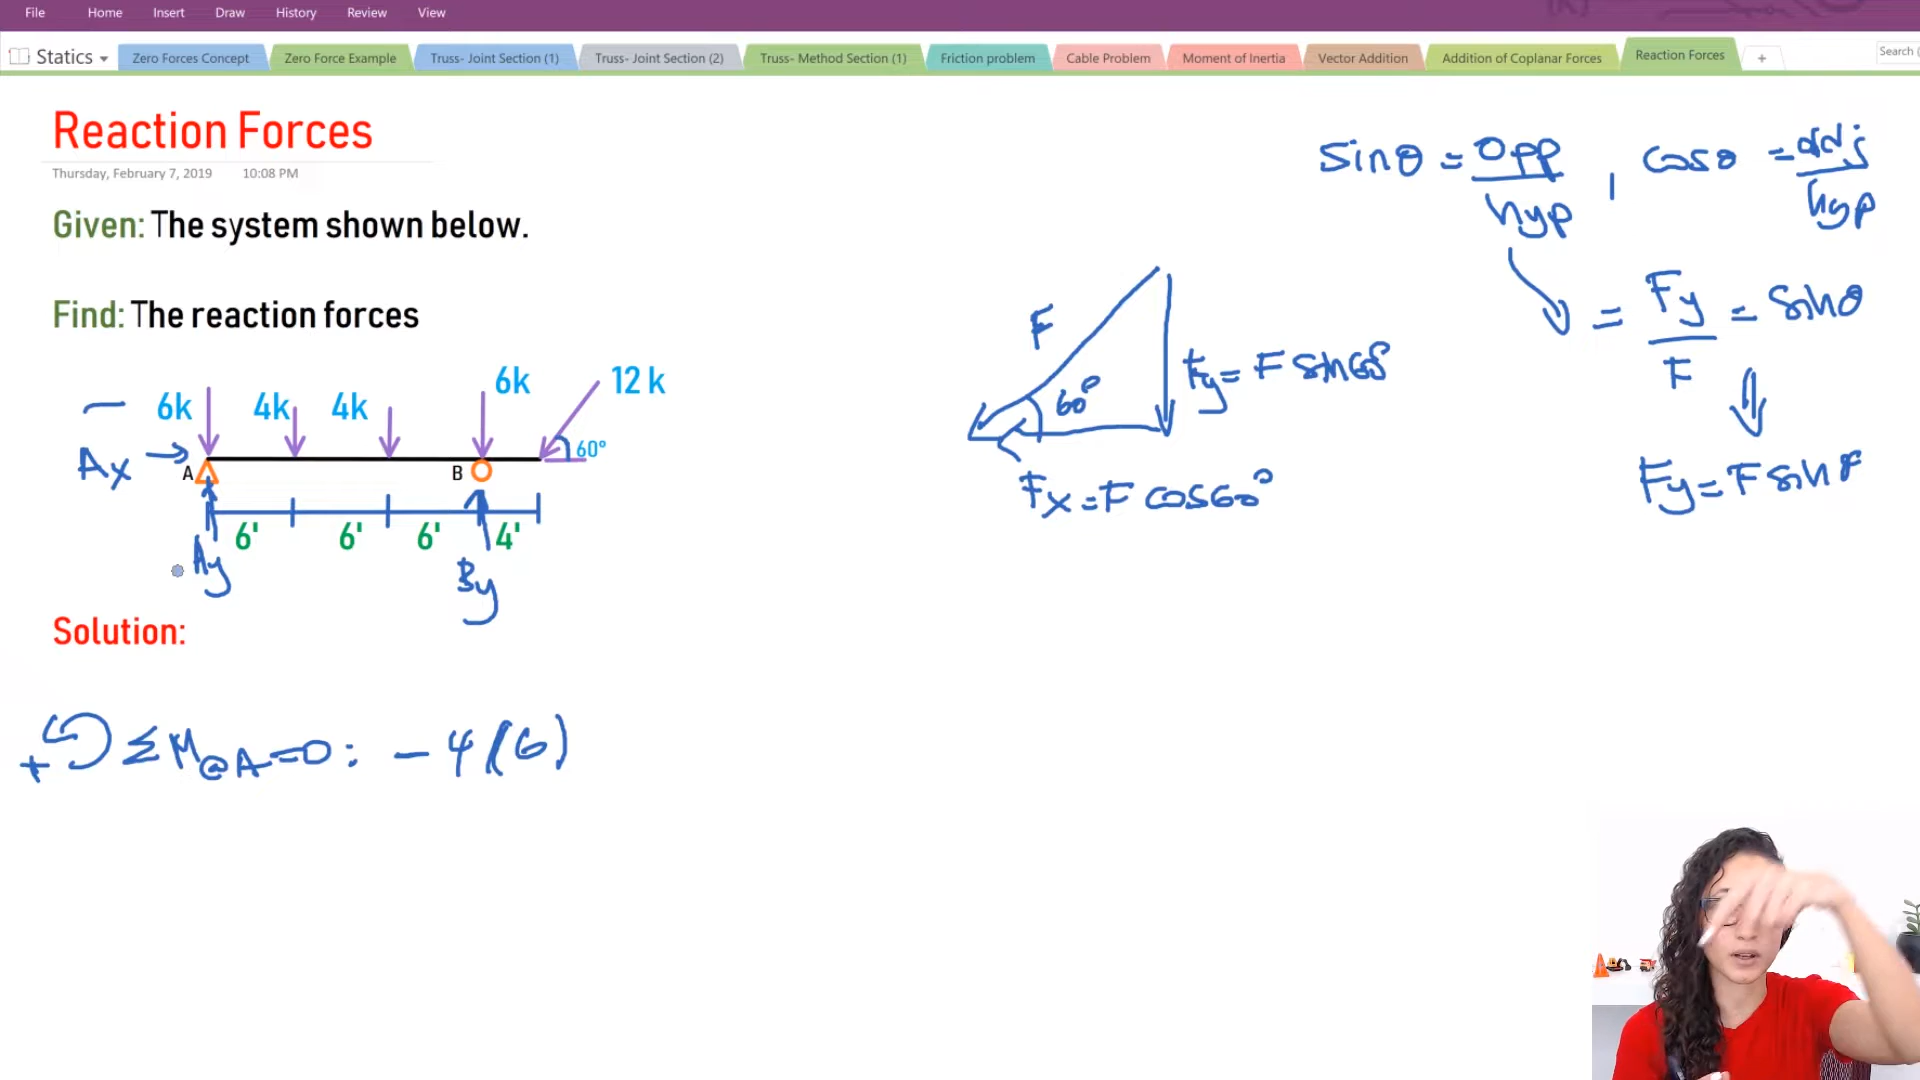 File Home Insert Draw History Review View
Statics Zero Forces Concept Zero Force Example Truss- Joint Section (1) Truss- Joint Section (2) Truss- Method Section (1) Friction problem Cable Problem Moment of Inertia Vector Addition Addition of Coplanar Forces Reaction Forces + Search (
Reaction Forces
Thursday, February 7, 2019 10:08 PM
Given: The system shown below.
Find: The reaction forces
6k 4k 4k 6k 12 k
60°
Ax A B
6' 6' 6' 4'
Ay By
Solution:
+ ΣM@A=0: - 4(6)
sinθ = opp/hyp , cosθ = adj/hyp
= Fy/F = sinθ
F
60°
Fy = F sin60°
Fx = F cos60°
Fy = F sin